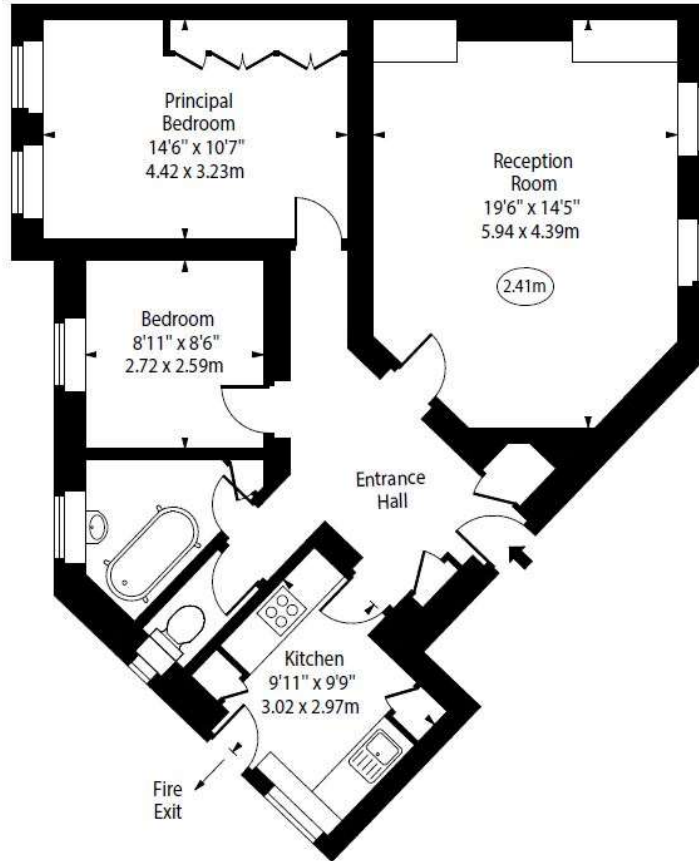 Principal
Bedroom
14'6" x 10'7"
4.42 x 3.23m
Reception
Room
19'6" x 14'5"
5.94 x 4.39m
2.41m
Bedroom
8'11" x 8'6"
2.72 x 2.59m
Entrance
Hall
Kitchen
9'11" x 9'9"
3.02 x 2.97m
Fire
Exit